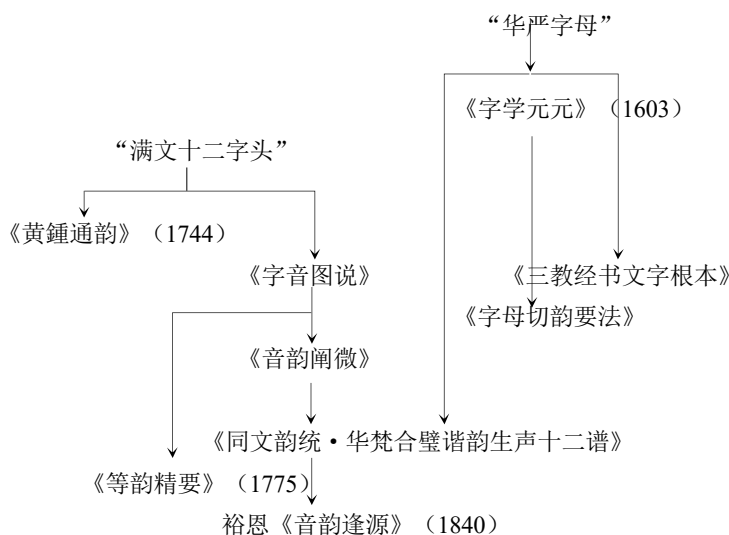 “华严字母”
《字学元元》（1603）
“满文十二字头”
《黄鍾通韵》（1744）
《字音图说》
《三教经书文字根本》
《字母切韵要法》
《音韵阐微》
《同文韵统·华梵合璧谐韵生声十二谱》
《等韵精要》（1775）
裕恩《音韵逢源》（1840）